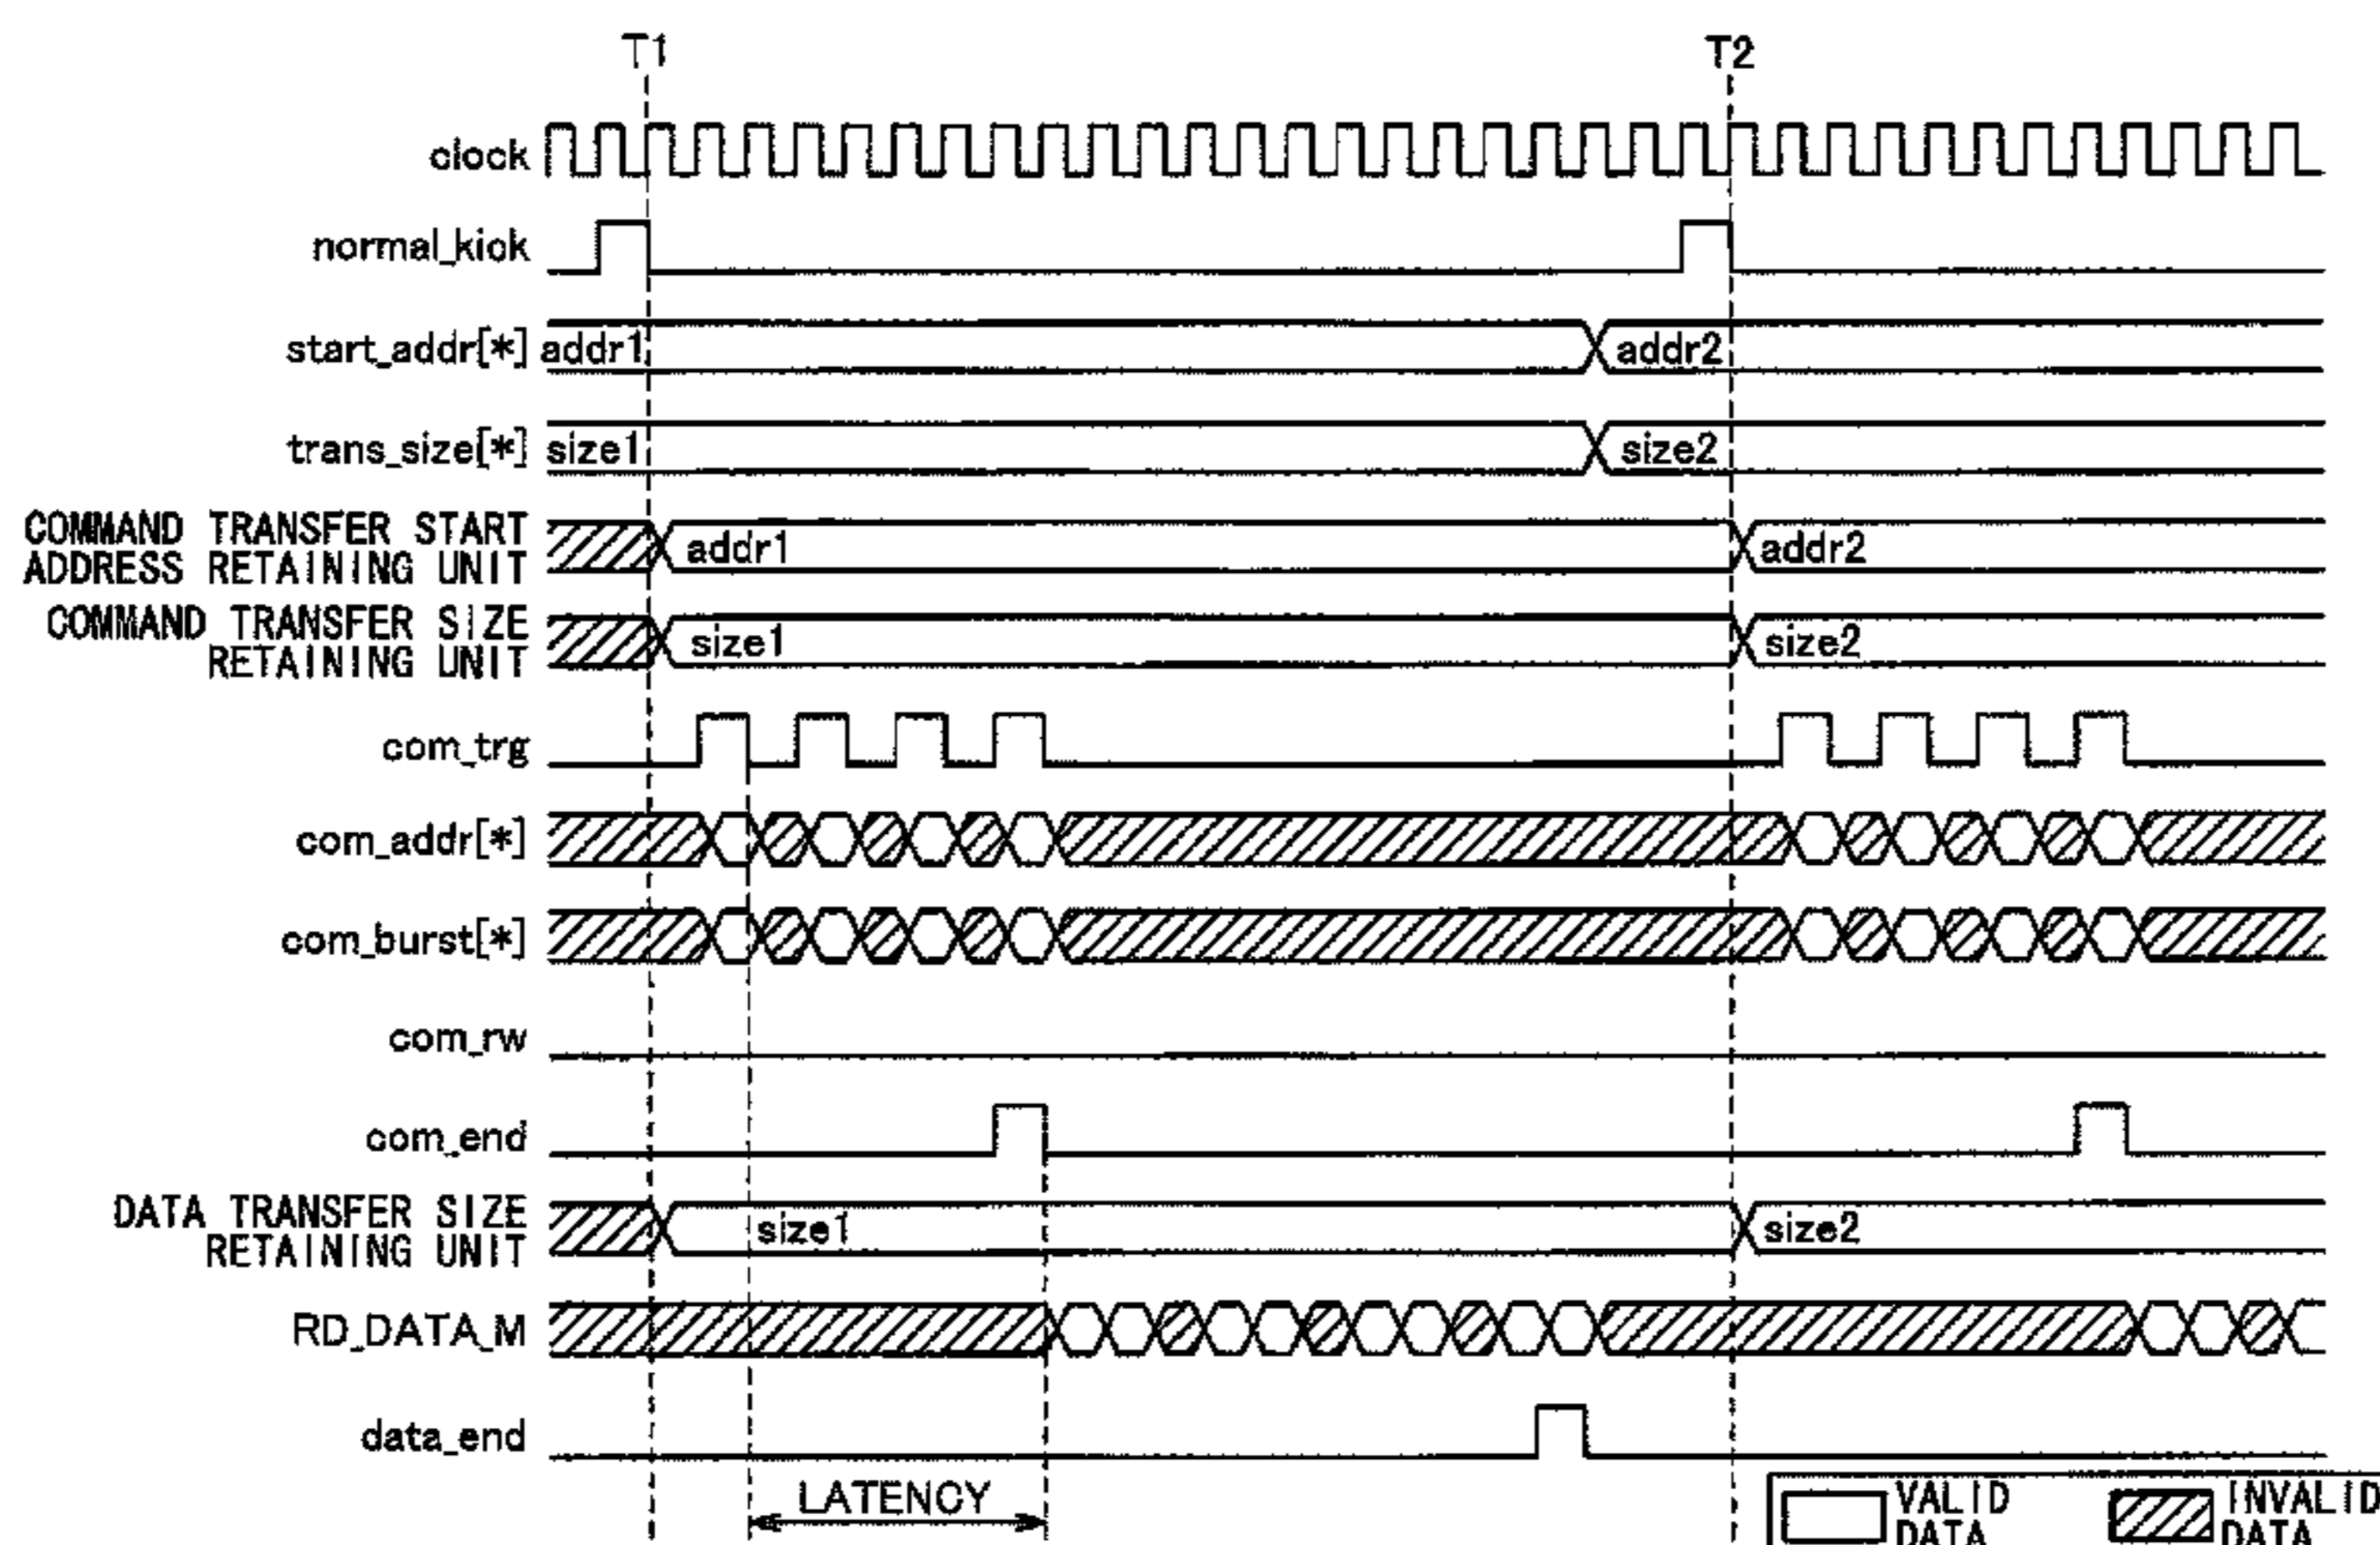 T1 T2
clock
normal_kick
start_addr[*] addr1 addr2
trans_size[*] size1 size2
COMMAND TRANSFER START
ADDRESS RETAINING UNIT
addr1 addr2
COMMAND TRANSFER SIZE
RETAINING UNIT
size1 size2
com_trg
com_addr[*]
com_burst[*]
com_rw
com_end
DATA TRANSFER SIZE
RETAINING UNIT
size1 size2
RD_DATA_M
data_end
LATENCY
VALID
DATA
INVALID
DATA